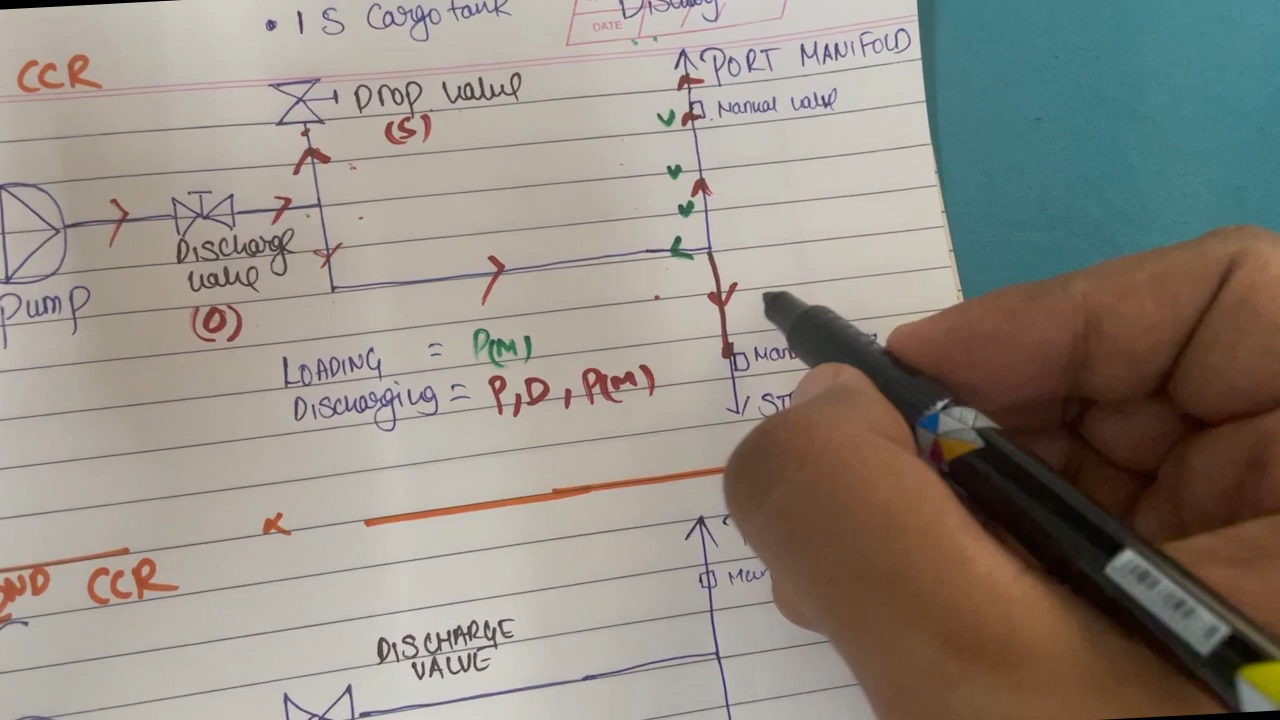 • 1 S Cargo tank
DATE
CCR
Drop valve
(S)
PORT MANIFOLD
Manual valve
Discharge
valve
(O)
Pump
LOADING = P(M)
Discharging = P, D, P(M)
CCR
DISCHARGE
VALVE